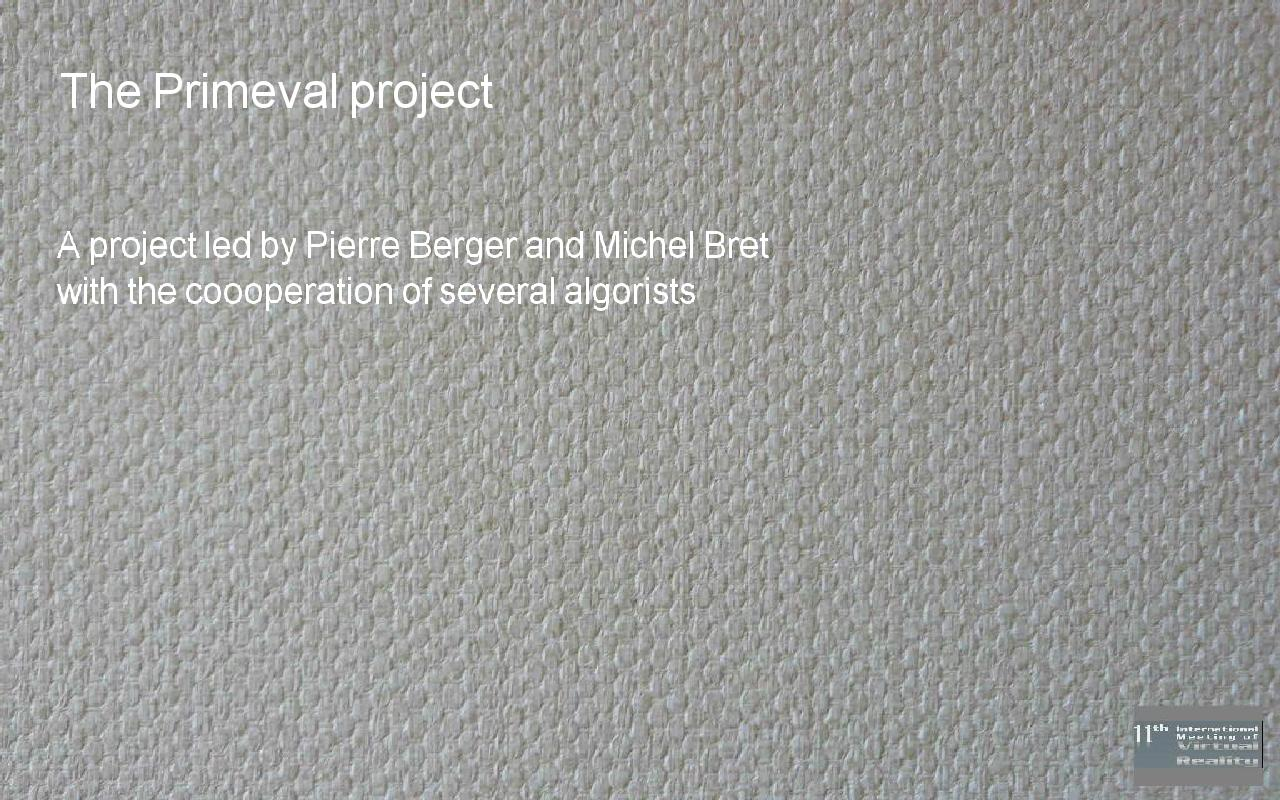 The Primeval project
A project led by Pierre Berger and Michel Bret
with the coooperation of several algorists
11th International
Meeting of
Virtual
Reality